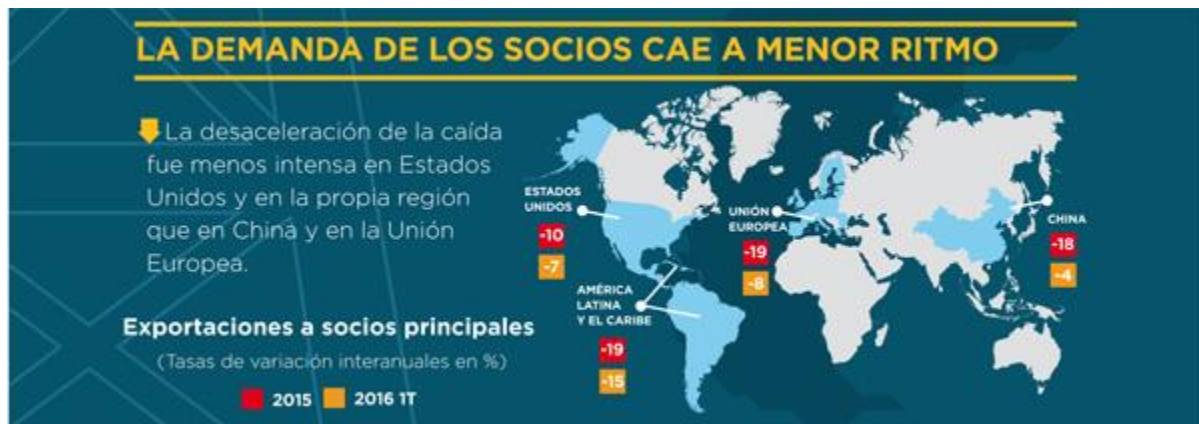 LA DEMANDA DE LOS SOCIOS CAE A MENOR RITMO
La desaceleración de la caída
fue menos intensa en Estados
Unidos y en la propia región
que en China y en la Unión
Europea.
Exportaciones a socios principales
(Tasas de variación interanuales en %)
2015 2016 1T
ESTADOS
UNIDOS
-10
-7
AMÉRICA
LATINA
Y EL CARIBE
-19
-15
UNIÓN
EUROPEA
-19
-8
CHINA
-18
-4